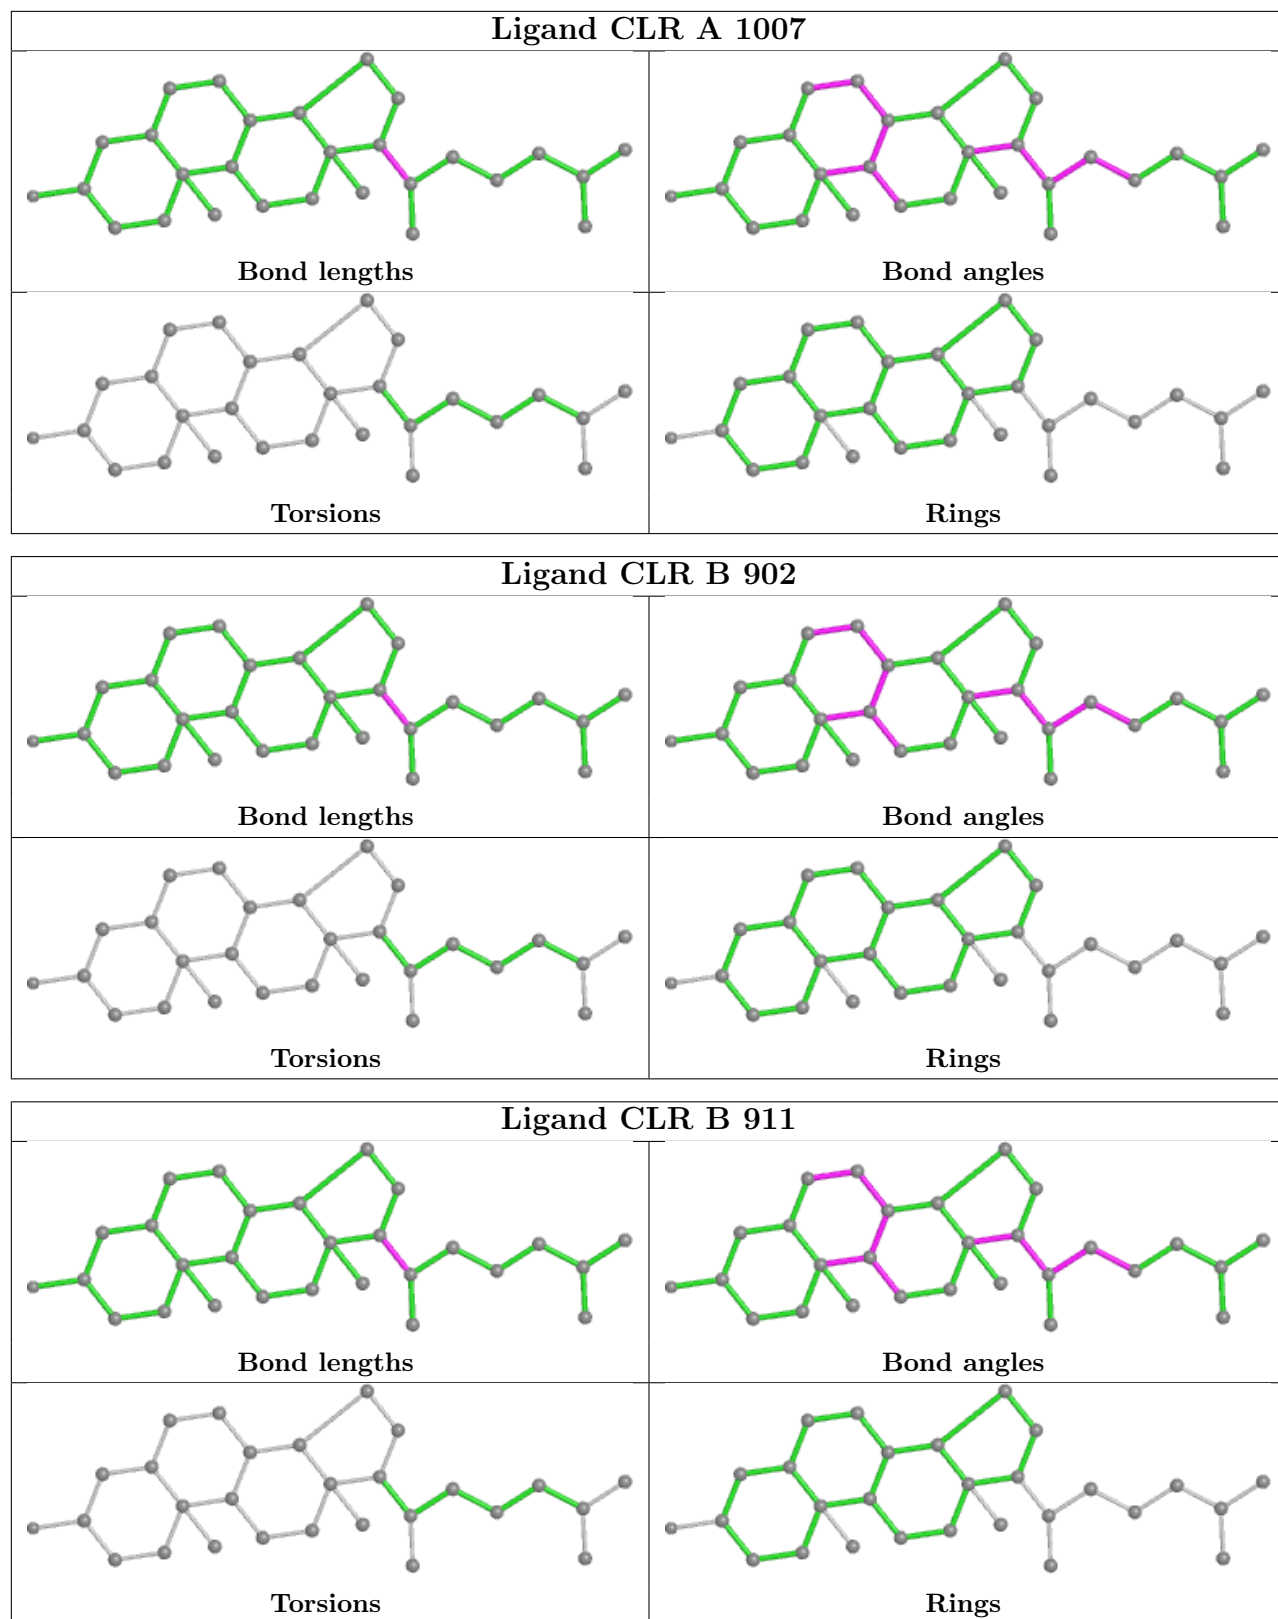 Ligand CLR A 1007
Bond lengths
Bond angles
Torsions
Rings
Ligand CLR B 902
Bond lengths
Bond angles
Torsions
Rings
Ligand CLR B 911
Bond lengths
Bond angles
Torsions
Rings